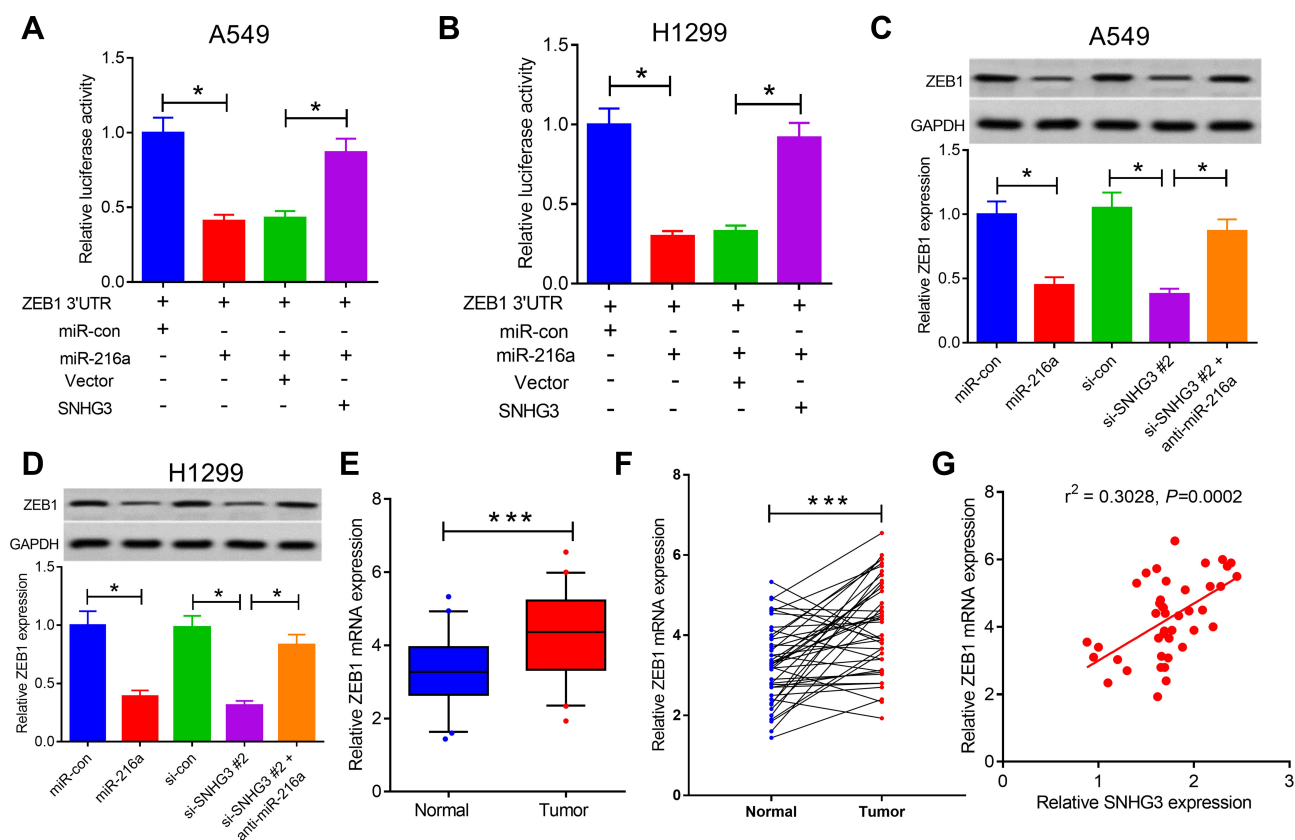 A
A549
Relative luciferase activity
1.5
1.0
0.5
0.0
*
*
ZEB1 3'UTR + + + +
miR-con + - - -
miR-216a - + + +
Vector - - + -
SNHG3 - - - +
B
H1299
Relative luciferase activity
1.5
1.0
0.5
0.0
*
*
ZEB1 3'UTR + + + +
miR-con + - - -
miR-216a - + + +
Vector - - + -
SNHG3 - - - +
C
A549
ZEB1
GAPDH
Relative ZEB1 expression
1.5
1.0
0.5
0.0
*
*
*
miR-con
miR-216a
si-con
si-SNHG3 #2
si-SNHG3 #2 +
anti-miR-216a
D
H1299
ZEB1
GAPDH
Relative ZEB1 expression
1.5
1.0
0.5
0.0
*
*
*
miR-con
miR-216a
si-con
si-SNHG3 #2
si-SNHG3 #2 +
anti-miR-216a
E
Relative ZEB1 mRNA expression
8
6
4
2
0
***
Normal
Tumor
F
Relative ZEB1 mRNA expression
8
6
4
2
0
***
Normal
Tumor
G
r² = 0.3028, P=0.0002
Relative ZEB1 mRNA expression
8
6
4
2
0
0 1 2 3
Relative SNHG3 expression